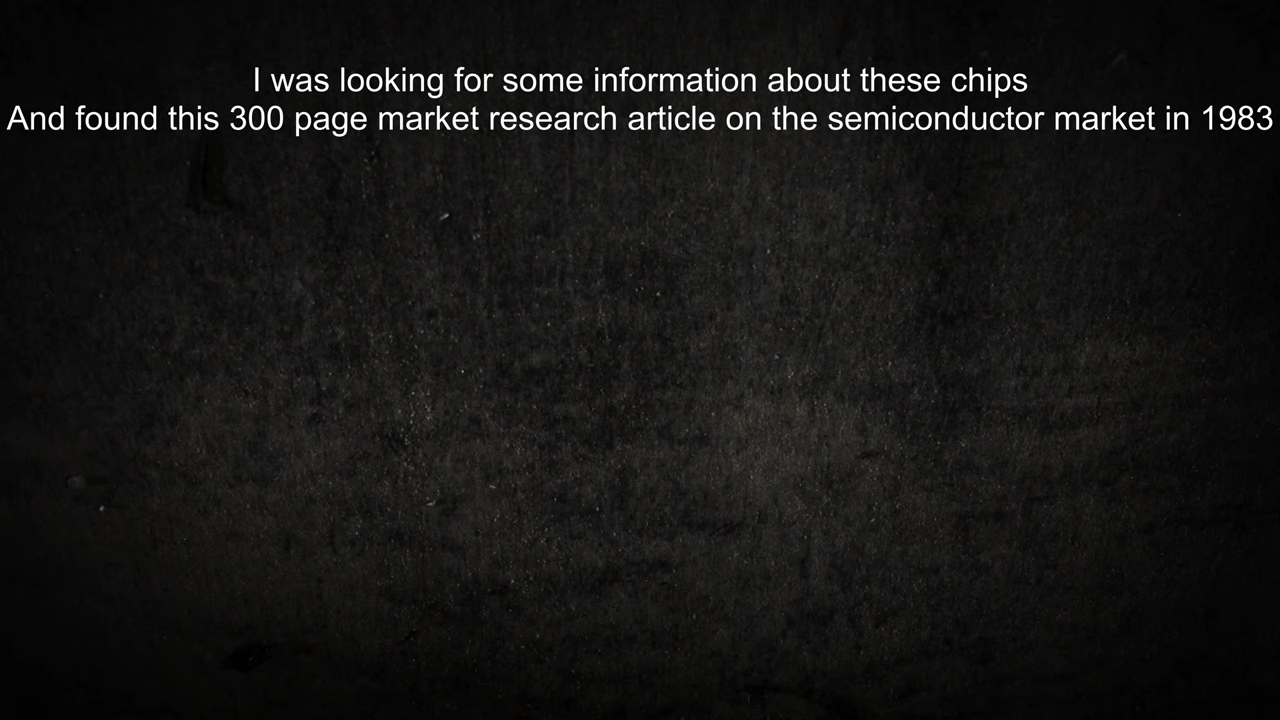 I was looking for some information about these chips
And found this 300 page market research article on the semiconductor market in 1983